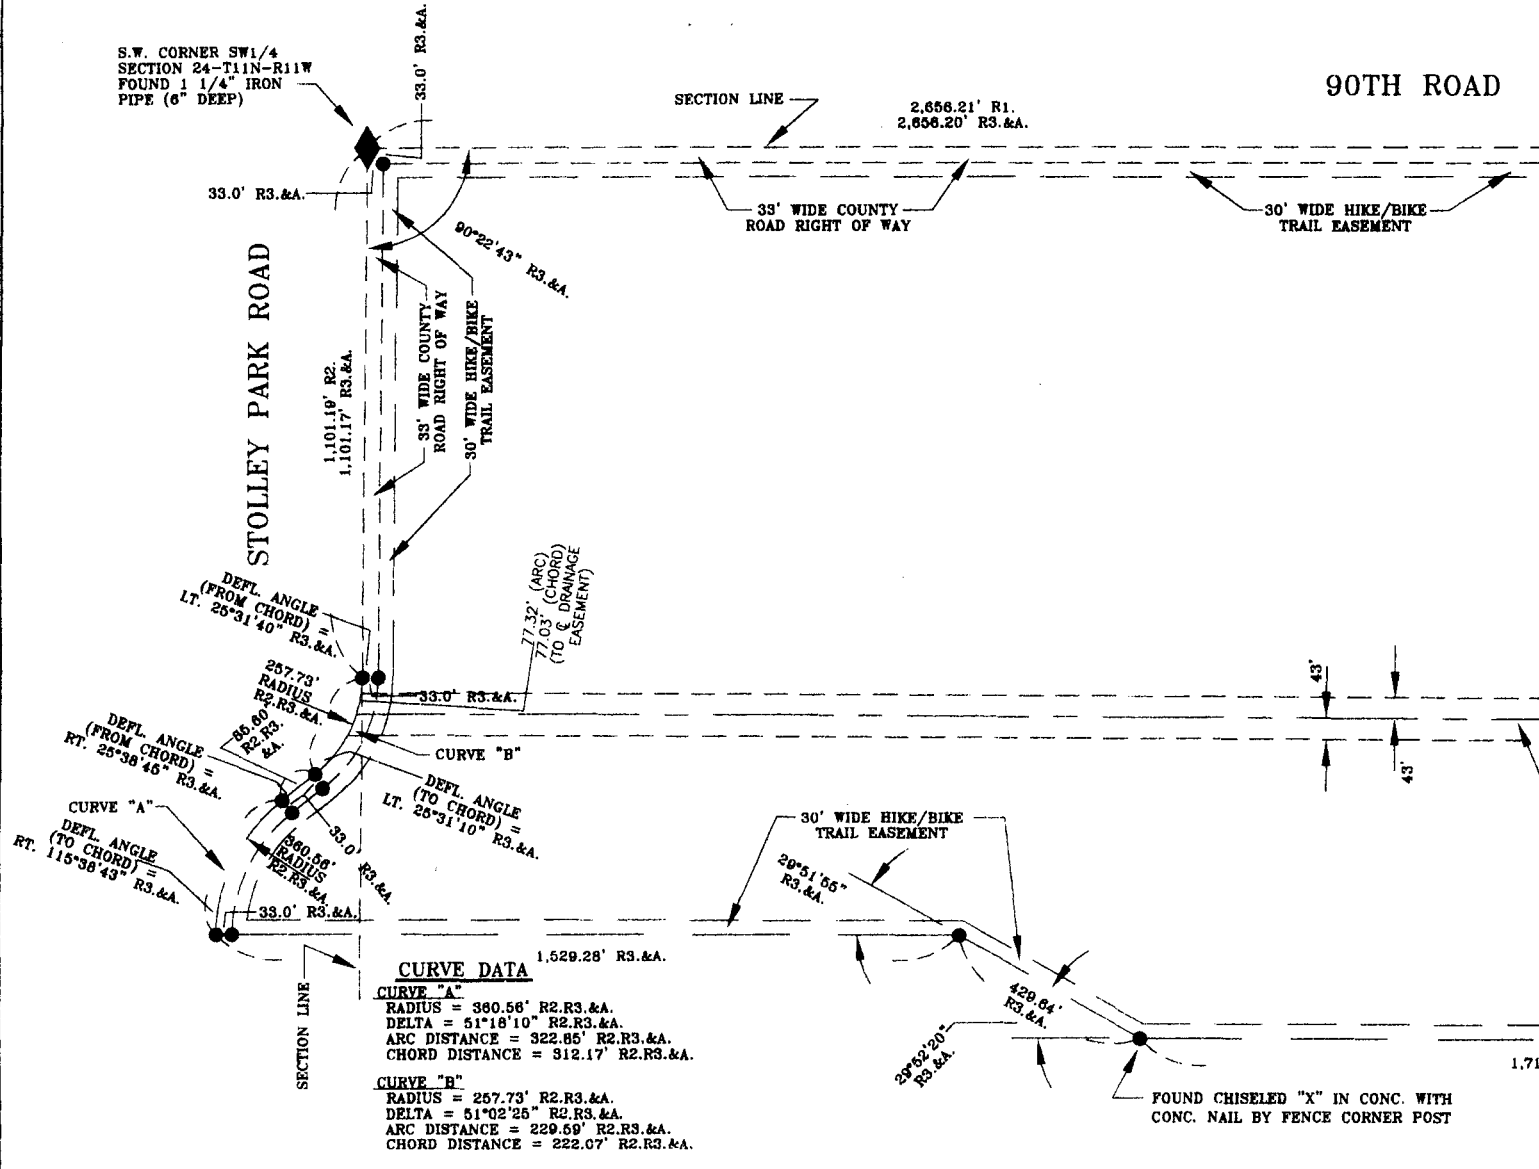 S.W. CORNER SW1/4
SECTION 24-T11N-R11W
FOUND 1 1/4" IRON
PIPE (6" DEEP)
33.0' R3.&A.
SECTION LINE
2,656.21' R1.
2,656.20' R3.&A.
90TH ROAD
33.0' R3.&A.
33' WIDE COUNTY
ROAD RIGHT OF WAY
30' WIDE HIKE/BIKE
TRAIL EASEMENT
90°22'43" R3.&A.
STOLLEY PARK ROAD
1,101.19' R2.
1,101.17' R3.&A.
33' WIDE COUNTY
ROAD RIGHT OF WAY
30' WIDE HIKE/BIKE
TRAIL EASEMENT
77.32' (ARC)
77.03' (CHORD)
(TO ℄ DRAINAGE
EASEMENT)
DEFL. ANGLE
(FROM CHORD) =
LT. 25°31'40" R3.&A.
257.73'
RADIUS
R2.R3.&A.
33.0' R3.&A.
43'
43'
DEFL. ANGLE
(FROM CHORD) =
RT. 25°38'45" R3.&A.
R2.R3.
&A.
CURVE "B"
DEFL. ANGLE
(TO CHORD) =
LT. 25°31'10" R3.&A.
CURVE "A"
DEFL. ANGLE
(TO CHORD) =
RT. 115°38'43" R3.&A.
360.56'
RADIUS
R2.R3.&A.
33.0' R3.&A.
33.0' R3.&A.
30' WIDE HIKE/BIKE
TRAIL EASEMENT
29°51'55"
R3.&A.
1,529.28' R3.&A.
SECTION LINE
429.64'
R3.&A.
29°52'20"
R3.&A.
1,71
FOUND CHISELED "X" IN CONC. WITH
CONC. NAIL BY FENCE CORNER POST
CURVE DATA
CURVE "A"
RADIUS = 360.56' R2.R3.&A.
DELTA = 51°18'10" R2.R3.&A.
ARC DISTANCE = 322.85' R2.R3.&A.
CHORD DISTANCE = 312.17' R2.R3.&A.
CURVE "B"
RADIUS = 257.73' R2.R3.&A.
DELTA = 51°02'25" R2.R3.&A.
ARC DISTANCE = 229.59' R2.R3.&A.
CHORD DISTANCE = 222.07' R2.R3.&A.